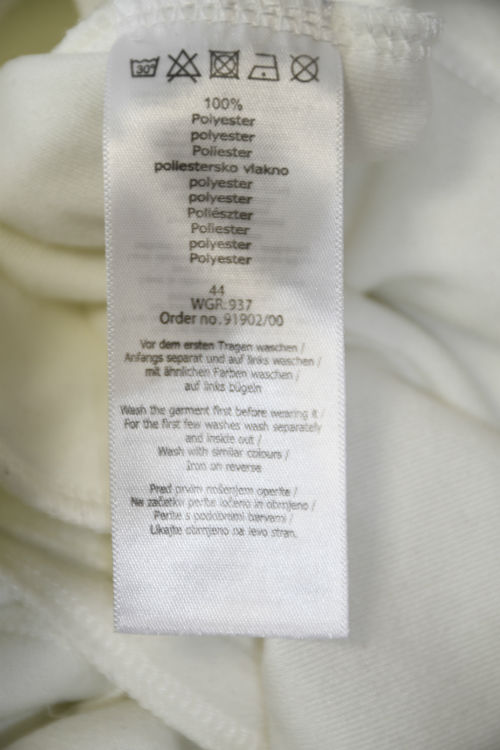 30°
100%
Polyester
polyester
Poliester
poliestersko vlakno
polyester
polyester
Poliészter
Poliester
polyester
Polyester
44
WGR:937
Order no.91902/00
Vor dem ersten Tragen waschen /
Anfangs separat und auf links waschen /
mit ähnlichen Farben waschen /
auf links bügeln
Wash the garment first before wearing it /
For the first few washes wash separately
and inside out /
Wash with similar colours /
Iron on reverse
Pred prvim nošenjem operite /
Na začetku perite ločeno in obrnjeno /
Perite s podobnimi barvami /
Likajte obrnjeno na levo stran.